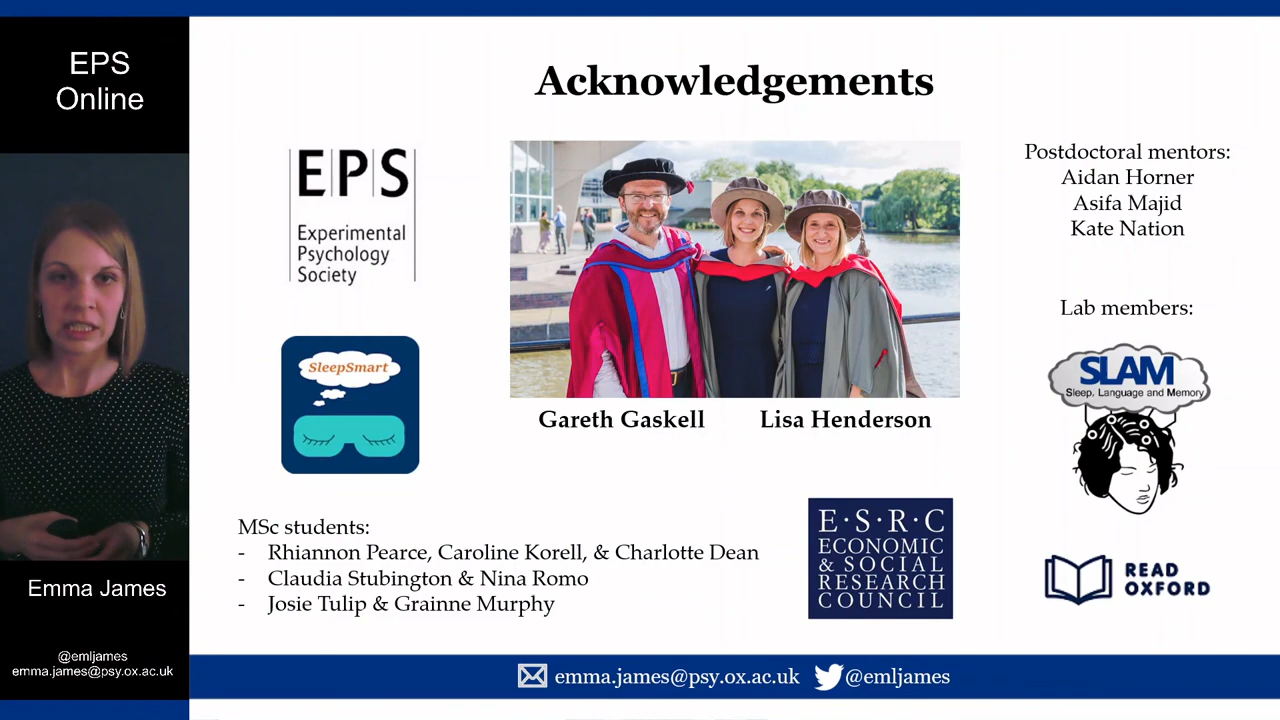 EPS
Online
Emma James
@emljames
emma.james@psy.ox.ac.uk
Acknowledgements
EPS
Experimental
Psychology
Society
SleepSmart
Gareth Gaskell
Lisa Henderson
Postdoctoral mentors:
Aidan Horner
Asifa Majid
Kate Nation
Lab members:
SLAM
Sleep, Language and Memory
READ
OXFORD
MSc students:
- Rhiannon Pearce, Caroline Korell, & Charlotte Dean
- Claudia Stubington & Nina Romo
- Josie Tulip & Grainne Murphy
E·S·R·C
ECONOMIC
& SOCIAL
RESEARCH
COUNCIL
emma.james@psy.ox.ac.uk @emljames